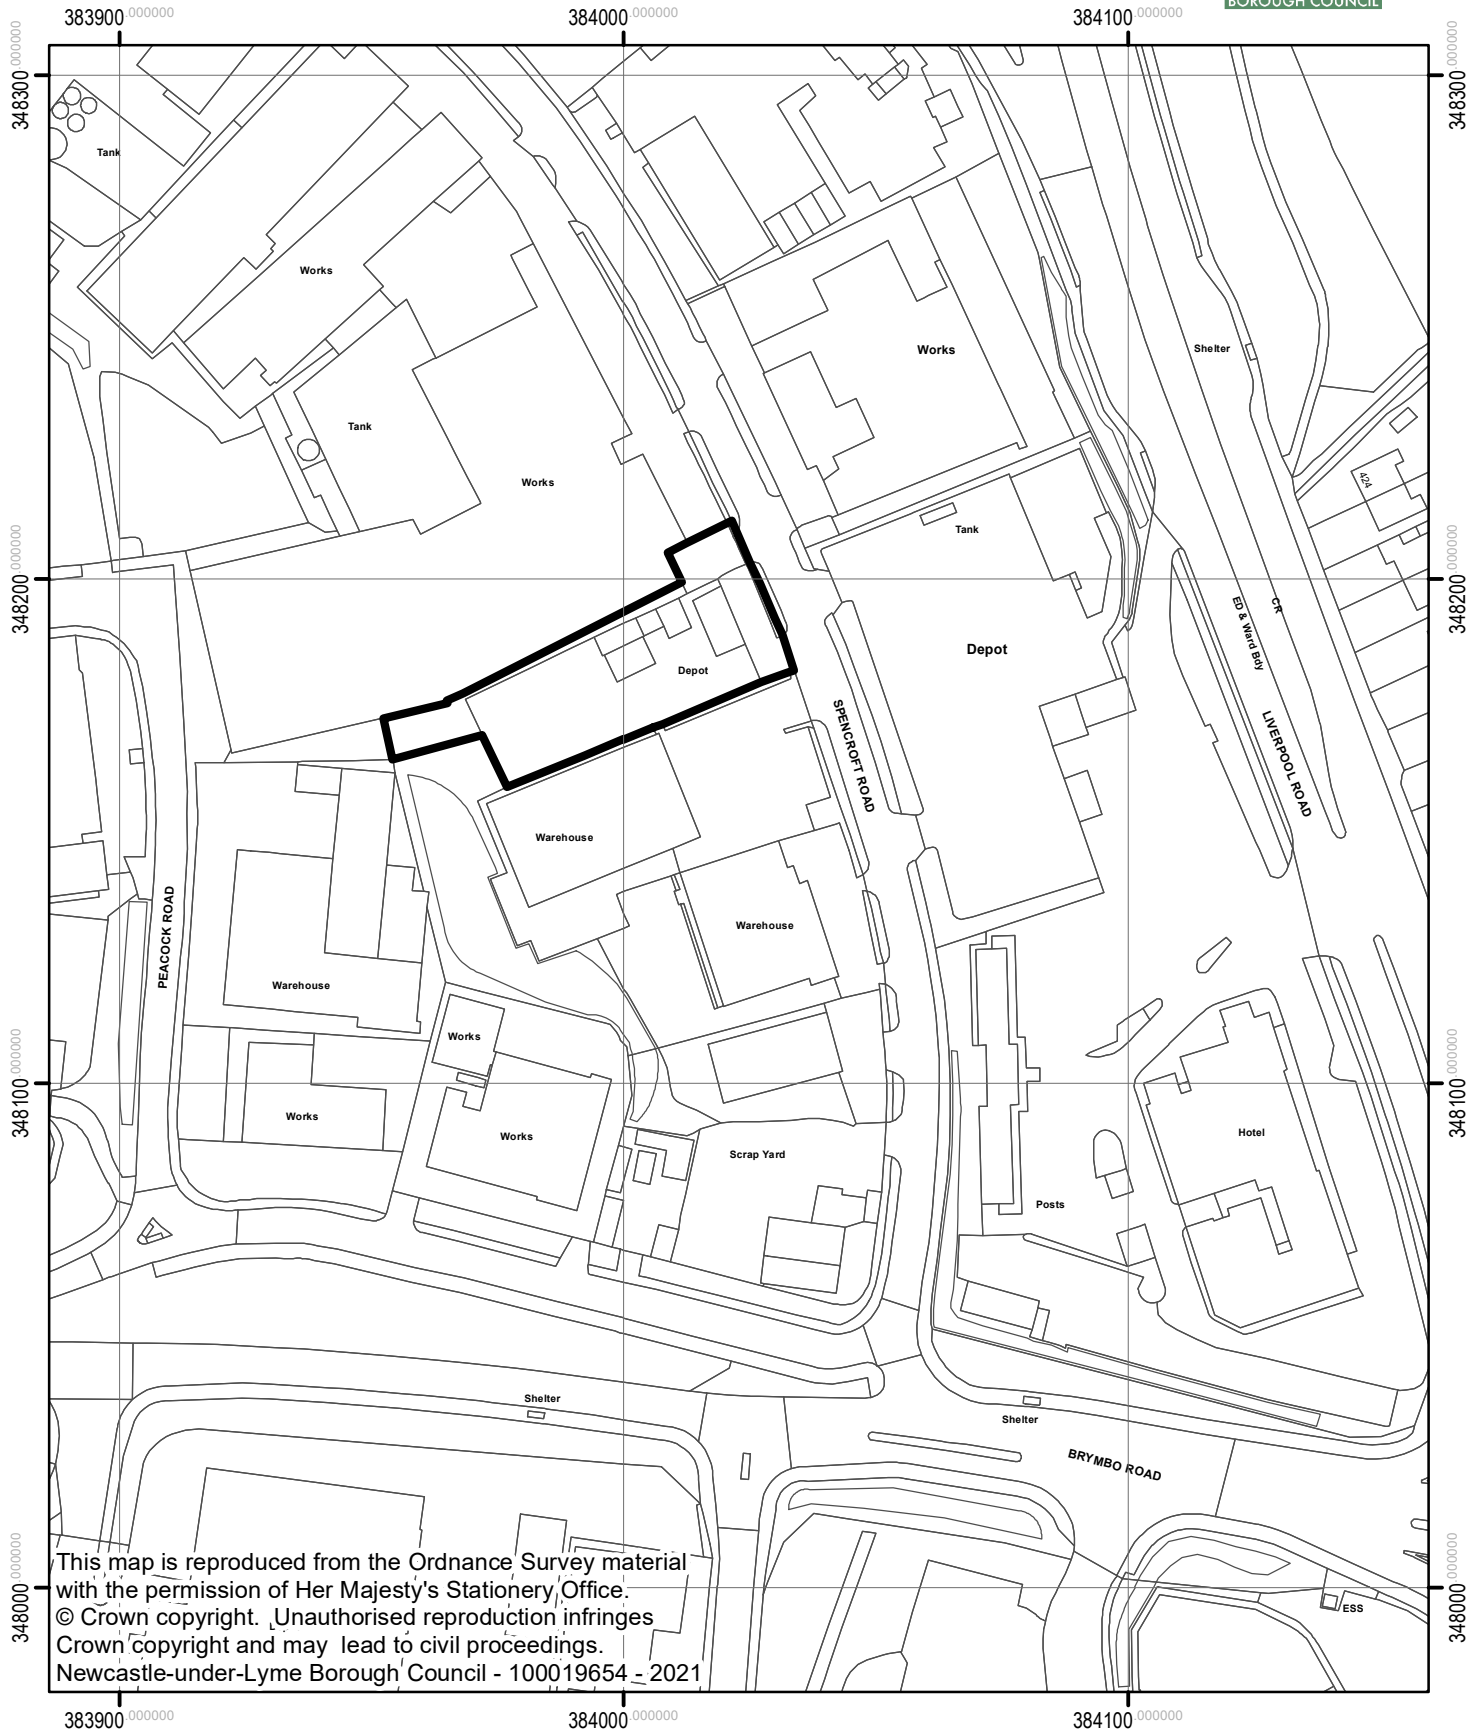 BOROUGH COUNCIL
383900.000000
384000.000000
384100.000000
348300.000000
348300.000000
Tank
Works
Works
Shelter
Tank
Works
424
Tank
348200.000000
348200.000000
CR
ED & Ward Bdy
Depot
Depot
SPENCROFT ROAD
LIVERPOOL ROAD
Warehouse
PEACOCK ROAD
Warehouse
Warehouse
Works
348100.000000
348100.000000
Works
Works
Hotel
Scrap Yard
Posts
Shelter
Shelter
BRYMBO ROAD
348000.000000
348000.000000
This map is reproduced from the Ordnance Survey material
with the permission of Her Majesty's Stationery Office.
© Crown copyright. Unauthorised reproduction infringes
Crown copyright and may lead to civil proceedings.
Newcastle-under-Lyme Borough Council - 100019654 - 2021
ESS
383900.000000
384000.000000
384100.000000